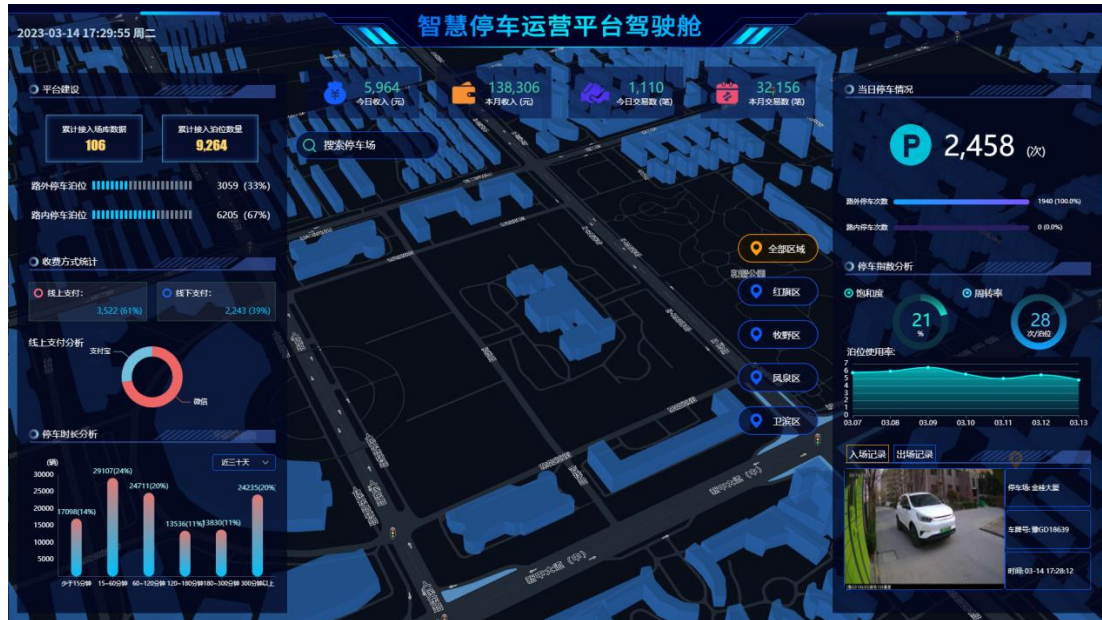 智慧停车运营平台驾驶舱
2023-03-14 17:29:55 周二
平台建设
累计接入场库数据
106
累计接入泊位数量
9,264
路外停车泊位 3059 (33%)
路内停车泊位 6205 (67%)
收费方式统计
线上支付:
3,522 (61%)
线下支付:
2,243 (39%)
线上支付分析
支付宝
微信
停车时长分析
近三十天
(辆)
30000
25000
20000
15000
10000
5000
17098(14%)
29107(24%)
24711(20%)
13536(11%)
13830(11%)
24235(20%
少于15分钟
15~60分钟
60~120分钟
120~180分钟
180~300分钟
300分钟以上
5,964
今日收入 (元)
138,306
本月收入 (元)
1,110
今日交易数 (笔)
32,156
本月交易数 (笔)
搜索停车场
全部区域
红旗区
牧野区
凤泉区
卫滨区
新中大道 (中)
新中大道 (中)
当日停车情况
P
2,458 (次)
路外停车次数 1940 (100.0%)
路内停车次数 0 (0.0%)
停车指数分析
饱和度
21
%
周转率
28
次/泊位
泊位使用率:
7
6
5
4
3
2
1
0
03.07
03.08
03.09
03.10
03.11
03.12
03.13
入场记录
出场记录
停车场: 金桂大厦
车牌号: 豫GD18639
时间: 03-14 17:28:12